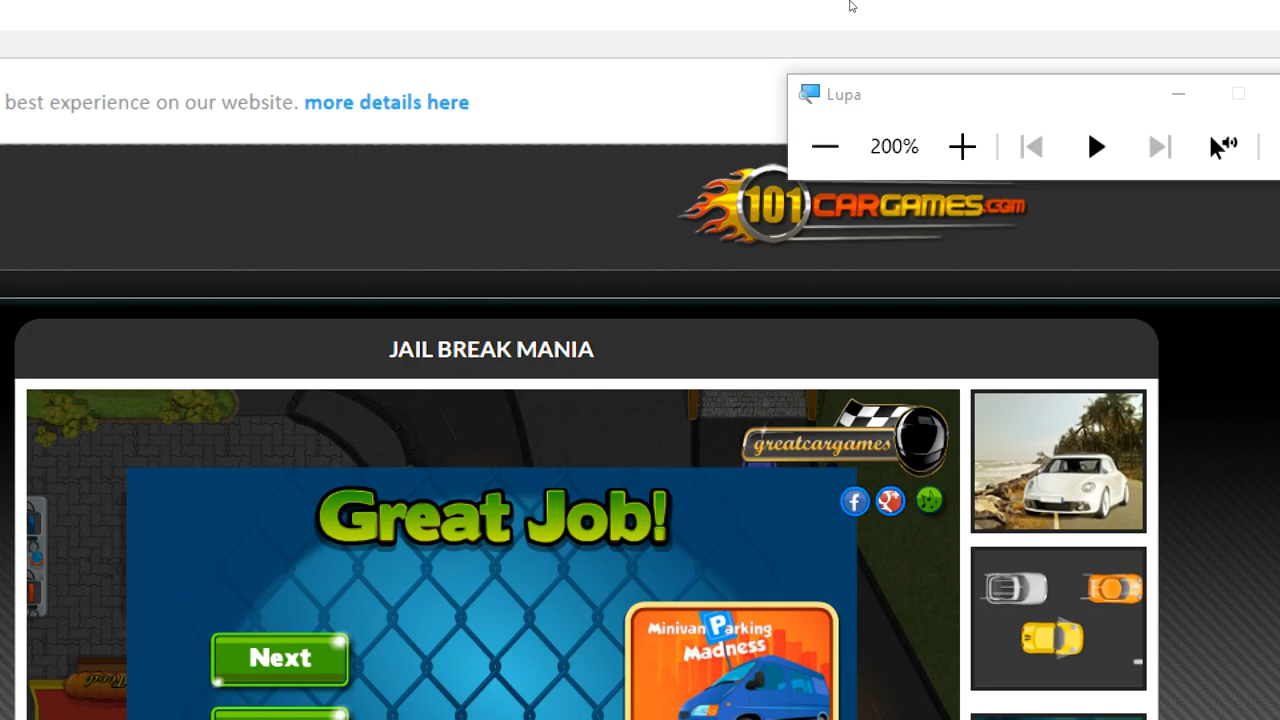 best experience on our website. more details here
Lupa
200%
101CARGAMES.COM
JAIL BREAK MANIA
greatcargames
Great Job!
Minivan Parking
Madness
Next